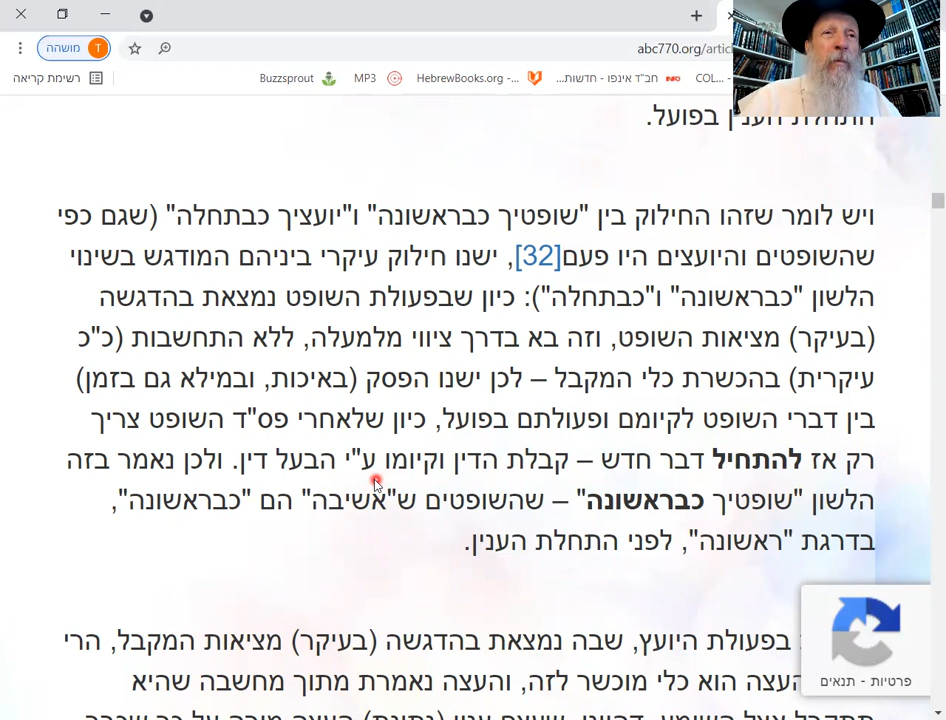 abc770.org/artic
מושהה
T
רשימת קריאה
Buzzsprout
MP3
HebrewBooks.org -...
חב"ד אינפו - חדשות...
INFO
COL...
הענין בפועל.
ויש לומר שזהו החילוק בין "שופטיך כבראשונה" ו"יועציך כבתחלה" (שגם כפי
שהשופטים והיועצים היו פעם[32], ישנו חילוק עיקרי ביניהם המודגש בשינוי
הלשון "כבראשונה" ו"כבתחלה"): כיון שבפעולת השופט נמצאת בהדגשה
(בעיקר) מציאות השופט, וזה בא בדרך ציווי מלמעלה, ללא התחשבות (כ"כ
עיקרית) בהכשרת כלי המקבל – לכן ישנו הפסק (באיכות, ובמילא גם בזמן)
בין דברי השופט לקיומם ופעולתם בפועל, כיון שלאחרי פס"ד השופט צריך
רק אז להתחיל דבר חדש – קבלת הדין וקיומו ע"י הבעל דין. ולכן נאמר בזה
הלשון "שופטיך כבראשונה" – שהשופטים ש"אשיבה" הם "כבראשונה",
בדרגת "ראשונה", לפני התחלת הענין.
בפעולת היועץ, שבה נמצאת בהדגשה (בעיקר) מציאות המקבל, הרי
העצה הוא כלי מוכשר לזה, והעצה נאמרת מתוך מחשבה שהיא
פרטיות - תנאים